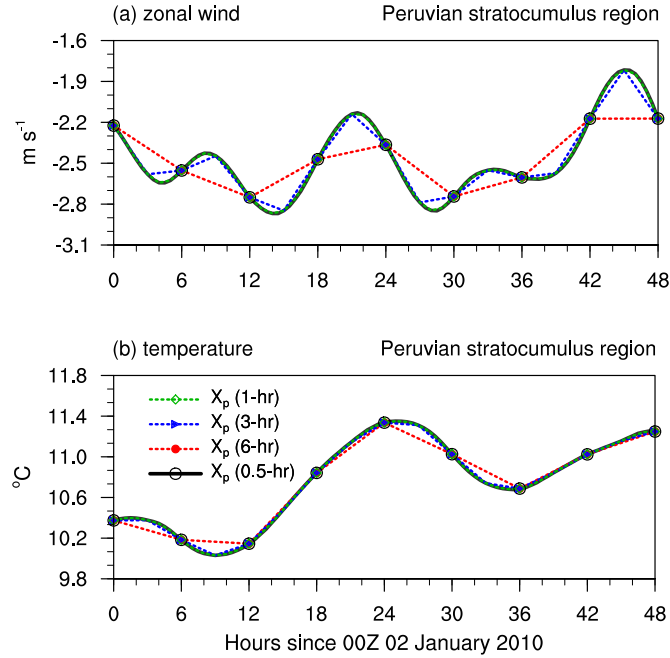 (a) zonal wind Peruvian stratocumulus region
-1.6
-1.9
-2.2
-2.5
-2.8
-3.1
m s⁻¹
0 6 12 18 24 30 36 42 48
(b) temperature Peruvian stratocumulus region
11.8
11.4
11.0
10.6
10.2
9.8
°C
Xp (1-hr)
Xp (3-hr)
Xp (6-hr)
Xp (0.5-hr)
0 6 12 18 24 30 36 42 48
Hours since 00Z 02 January 2010